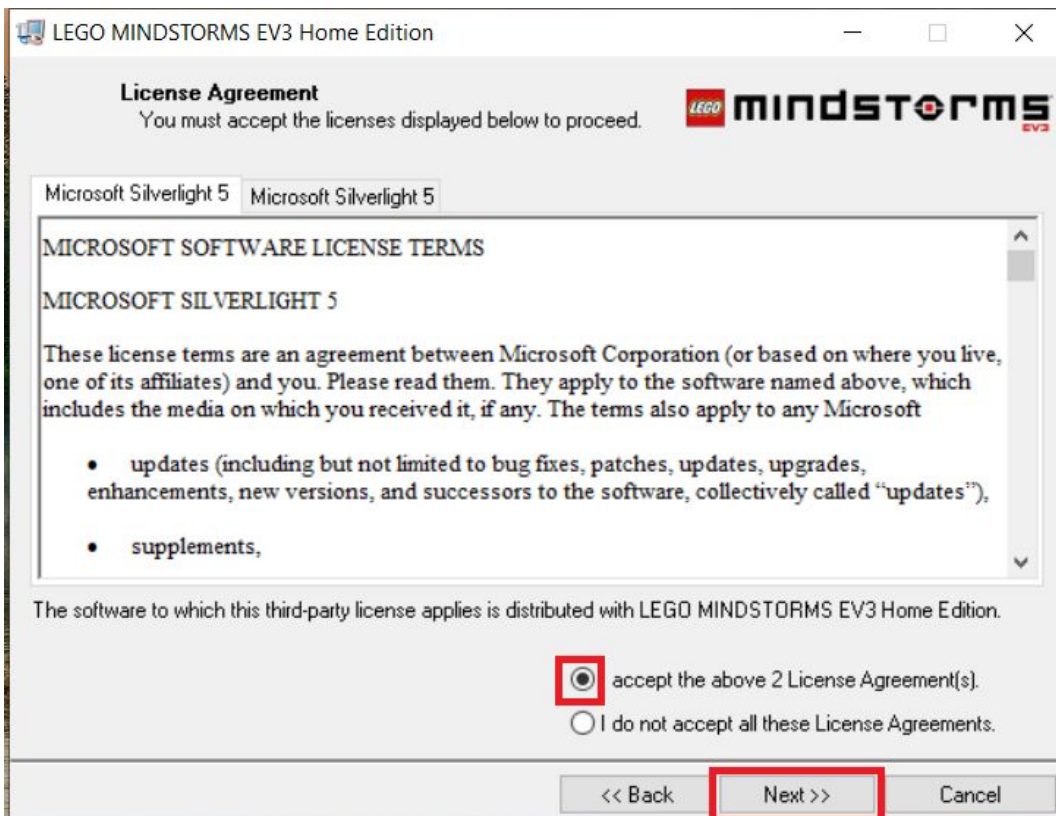 LEGO MINDSTORMS EV3 Home Edition
License Agreement
You must accept the licenses displayed below to proceed.
LEGO mindstorms EV3
Microsoft Silverlight 5
Microsoft Silverlight 5
MICROSOFT SOFTWARE LICENSE TERMS
MICROSOFT SILVERLIGHT 5
These license terms are an agreement between Microsoft Corporation (or based on where you live,
one of its affiliates) and you. Please read them. They apply to the software named above, which
includes the media on which you received it, if any. The terms also apply to any Microsoft
• updates (including but not limited to bug fixes, patches, updates, upgrades,
enhancements, new versions, and successors to the software, collectively called “updates”),
• supplements,
The software to which this third-party license applies is distributed with LEGO MINDSTORMS EV3 Home Edition.
accept the above 2 License Agreement(s).
I do not accept all these License Agreements.
<< Back
Next >>
Cancel